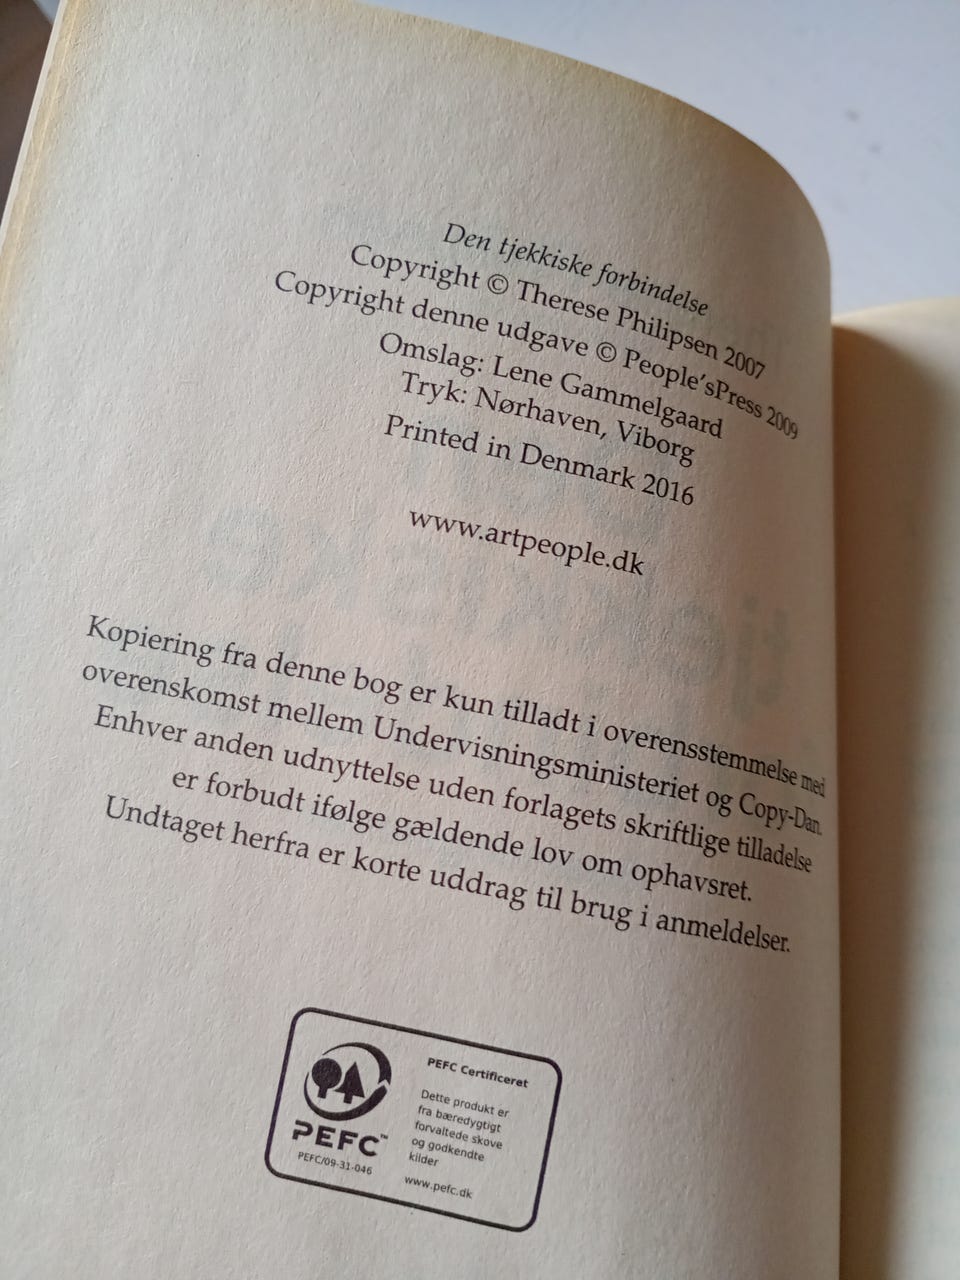 Den tjekkiske forbindelse
Copyright © Therese Philipsen 2007
Copyright denne udgave © People'sPress 2009
Omslag: Lene Gammelgaard
Tryk: Nørhaven, Viborg
Printed in Denmark 2016
www.artpeople.dk
Kopiering fra denne bog er kun tilladt i overensstemmelse med
overenskomst mellem Undervisningsministeriet og Copy-Dan.
Enhver anden udnyttelse uden forlagets skriftlige tilladelse
er forbudt ifølge gældende lov om ophavsret.
Undtaget herfra er korte uddrag til brug i anmeldelser.
PEFC™
PEFC/09-31-046
PEFC Certificeret
Dette produkt er
fra bæredygtigt
forvaltede skove
og godkendte
kilder
www.pefc.dk